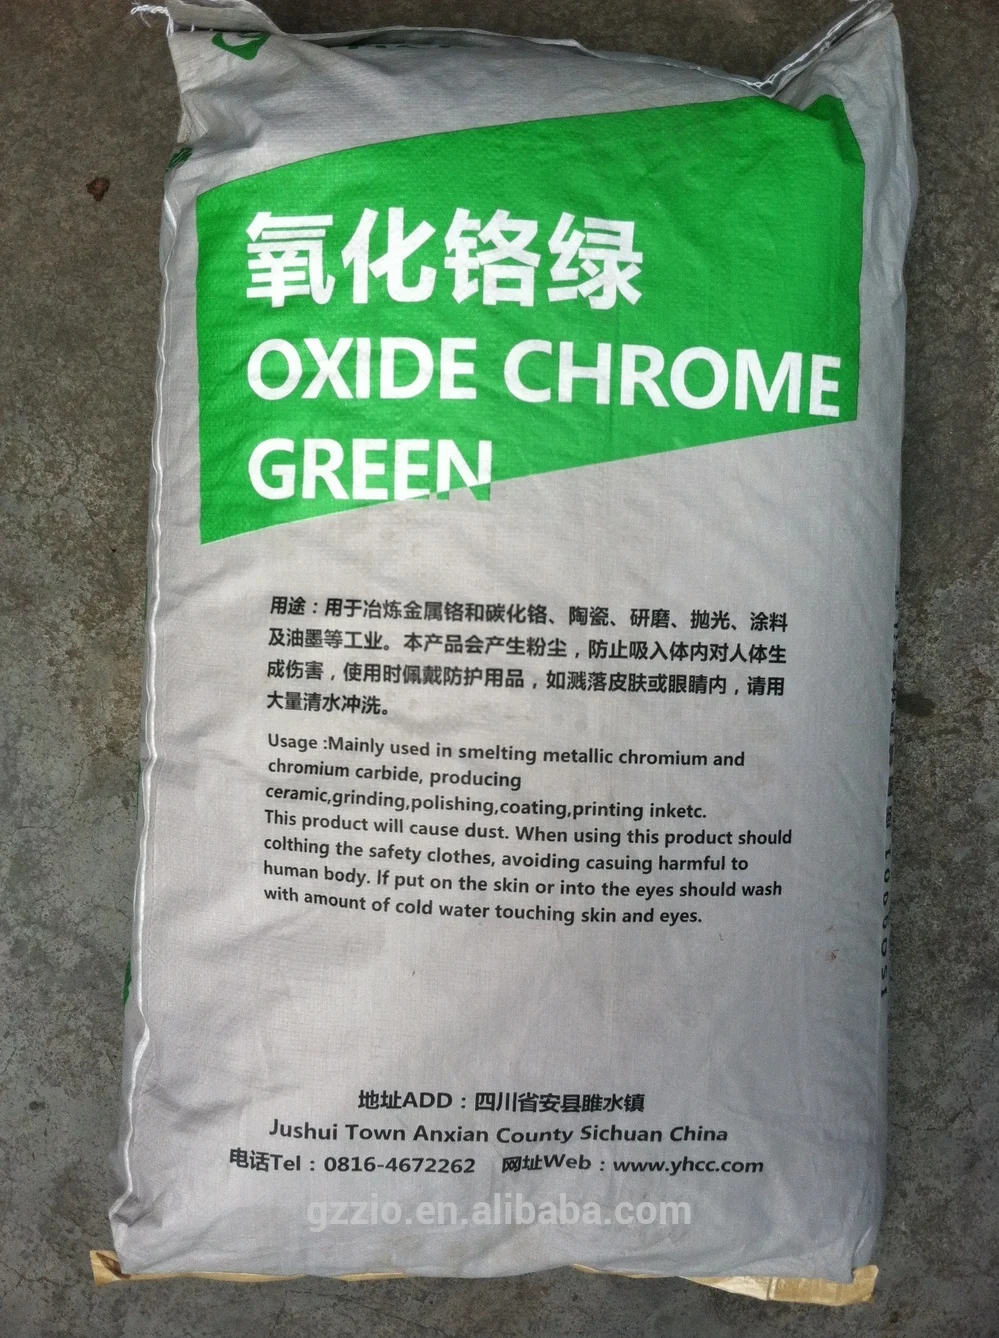 氧化铬绿
OXIDE CHROME
GREEN
用途：用于冶炼金属铬和碳化铬、陶瓷、研磨、抛光、涂料
及油墨等工业。本产品会产生粉尘，防止吸入体内对人体生
成伤害，使用时佩戴防护用品，如溅落皮肤或眼睛内，请用
大量清水冲洗。
Usage :Mainly used in smelting metallic chromium and
chromium carbide, producing
ceramic,grinding,polishing,coating,printing inketc.
This product will cause dust. When using this product should
colthing the safety clothes, avoiding casuing harmful to
human body. If put on the skin or into the eyes should wash
with amount of cold water touching skin and eyes.
地址ADD：四川省安县雎水镇
Jushui Town Anxian County Sichuan China
电话Tel：0816-4672262 网址Web：www.yhcc.com
gzzio.en.alibaba.com